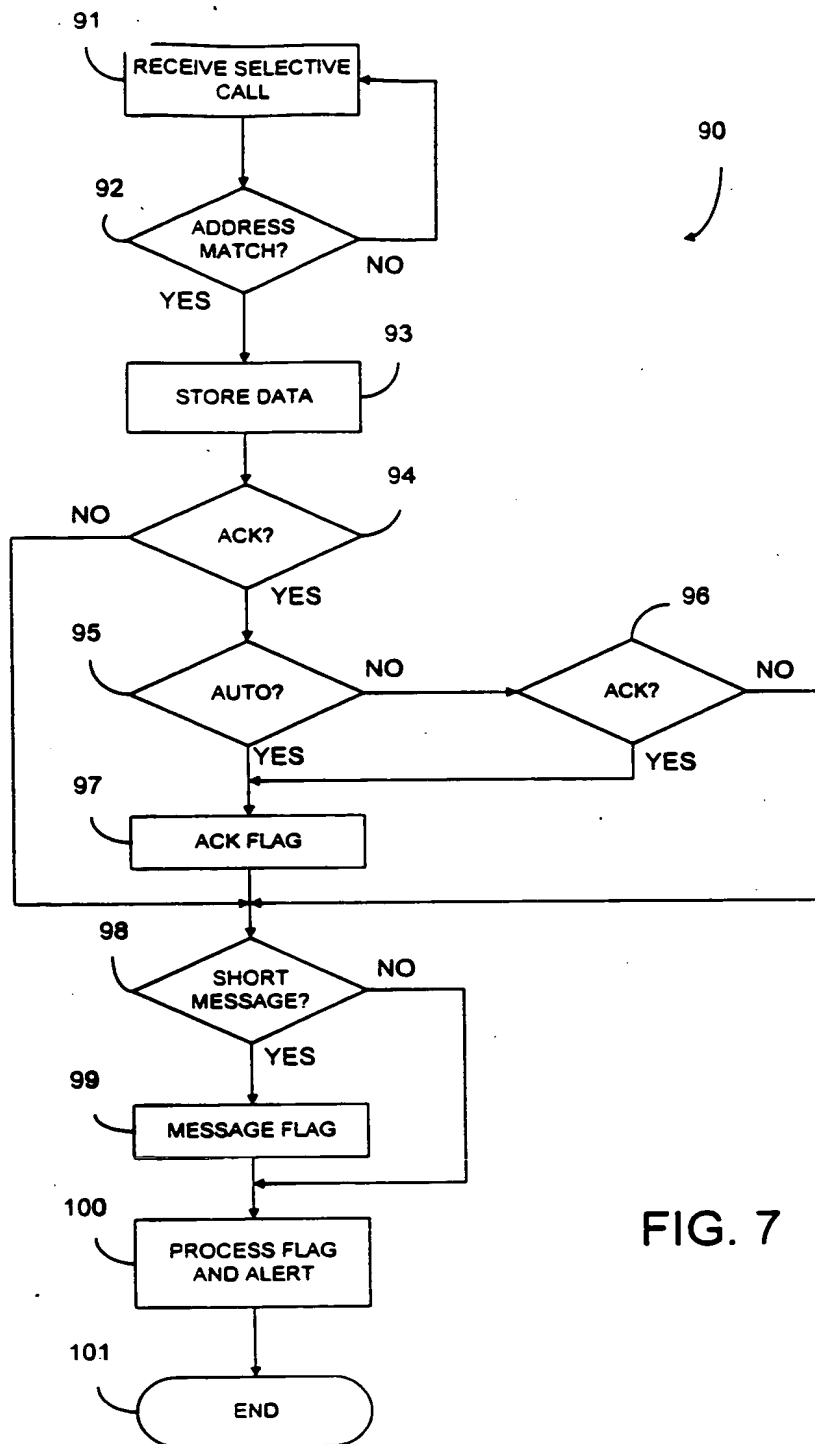 91
RECEIVE SELECTIVE
CALL
90
92
ADDRESS
MATCH?
NO
YES
93
STORE DATA
94
NO
ACK?
YES
96
95
NO
NO
AUTO?
ACK?
YES
YES
97
ACK FLAG
98
NO
SHORT
MESSAGE?
YES
99
MESSAGE FLAG
100
PROCESS FLAG
AND ALERT
FIG. 7
101
END